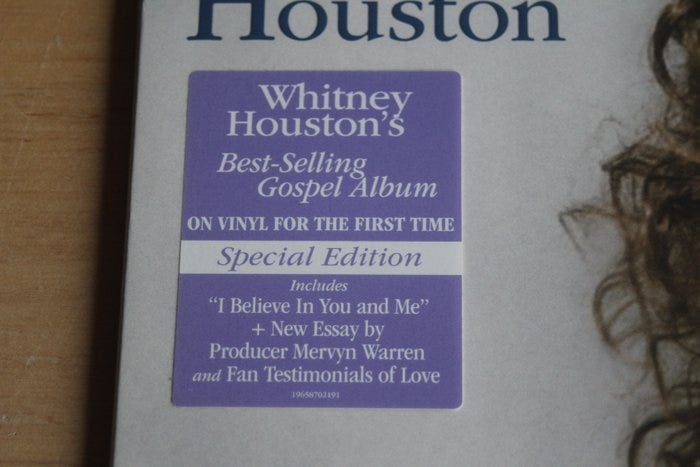 Houston
Whitney
Houston's
Best-Selling
Gospel Album
ON VINYL FOR THE FIRST TIME
Special Edition
Includes
"I Believe In You and Me"
+ New Essay by
Producer Mervyn Warren
and Fan Testimonials of Love
19658702491